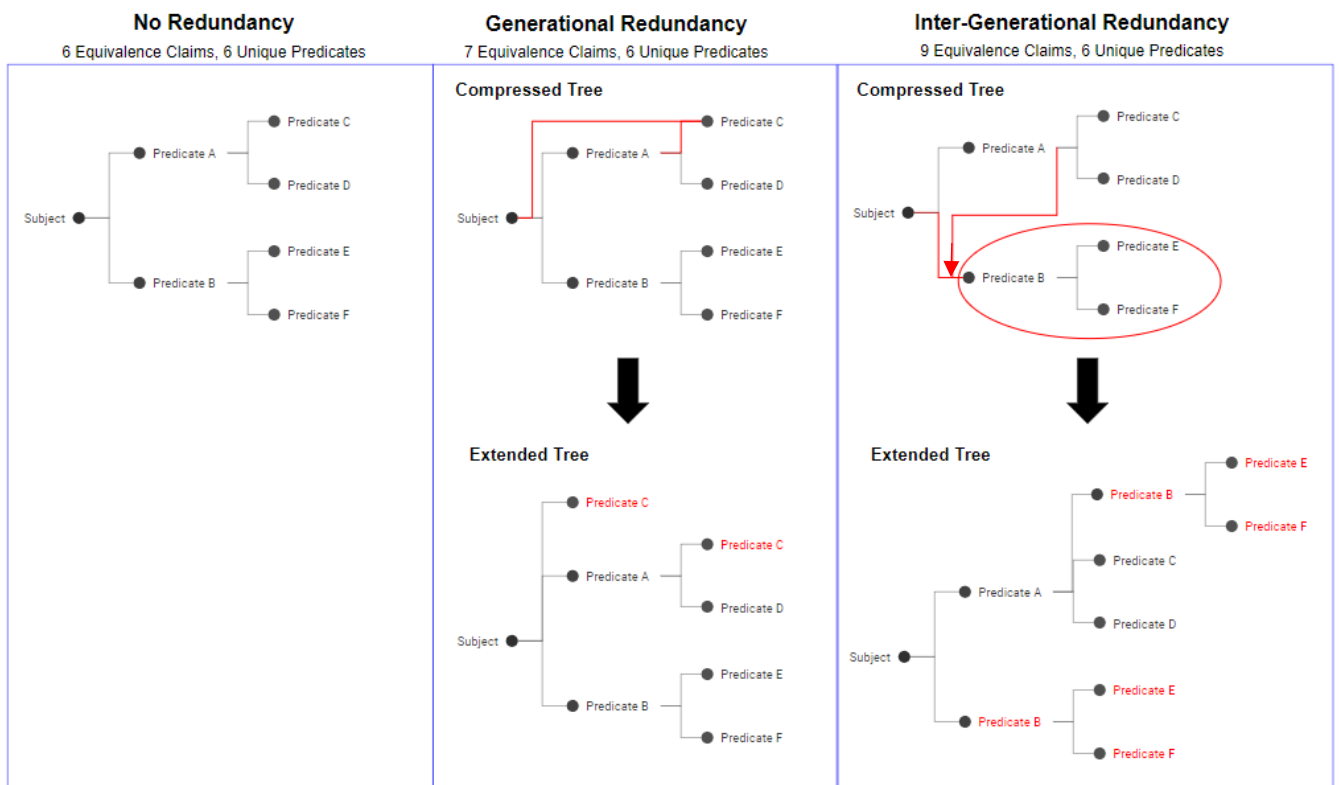 No Redundancy
6 Equivalence Claims, 6 Unique Predicates
Predicate C
Predicate A
Predicate D
Subject
Predicate E
Predicate B
Predicate F
Generational Redundancy
7 Equivalence Claims, 6 Unique Predicates
Compressed Tree
Predicate C
Predicate A
Predicate D
Subject
Predicate E
Predicate B
Predicate F
Extended Tree
Predicate C
Predicate C
Predicate A
Predicate D
Subject
Predicate E
Predicate B
Predicate F
Inter-Generational Redundancy
9 Equivalence Claims, 6 Unique Predicates
Compressed Tree
Predicate C
Predicate A
Predicate D
Subject
Predicate E
Predicate B
Predicate F
Extended Tree
Predicate E
Predicate B
Predicate F
Predicate C
Predicate A
Predicate D
Subject
Predicate E
Predicate B
Predicate F